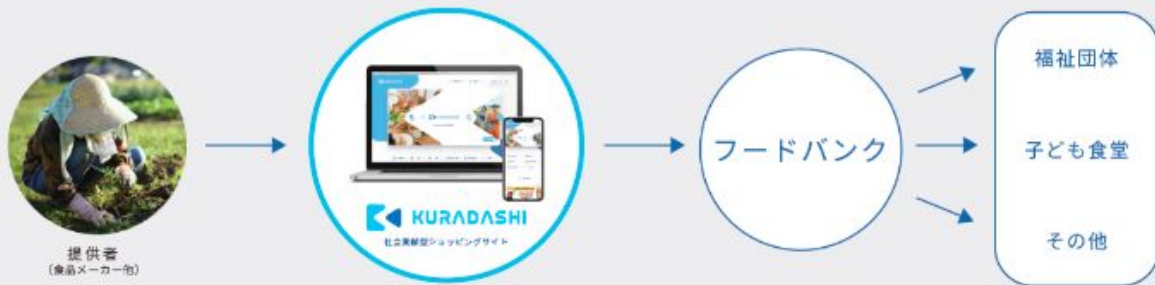 提供者
(食品メーカー他)
KURADASHI
社会貢献型ショッピングサイト
フードバンク
福祉団体
子ども食堂
その他